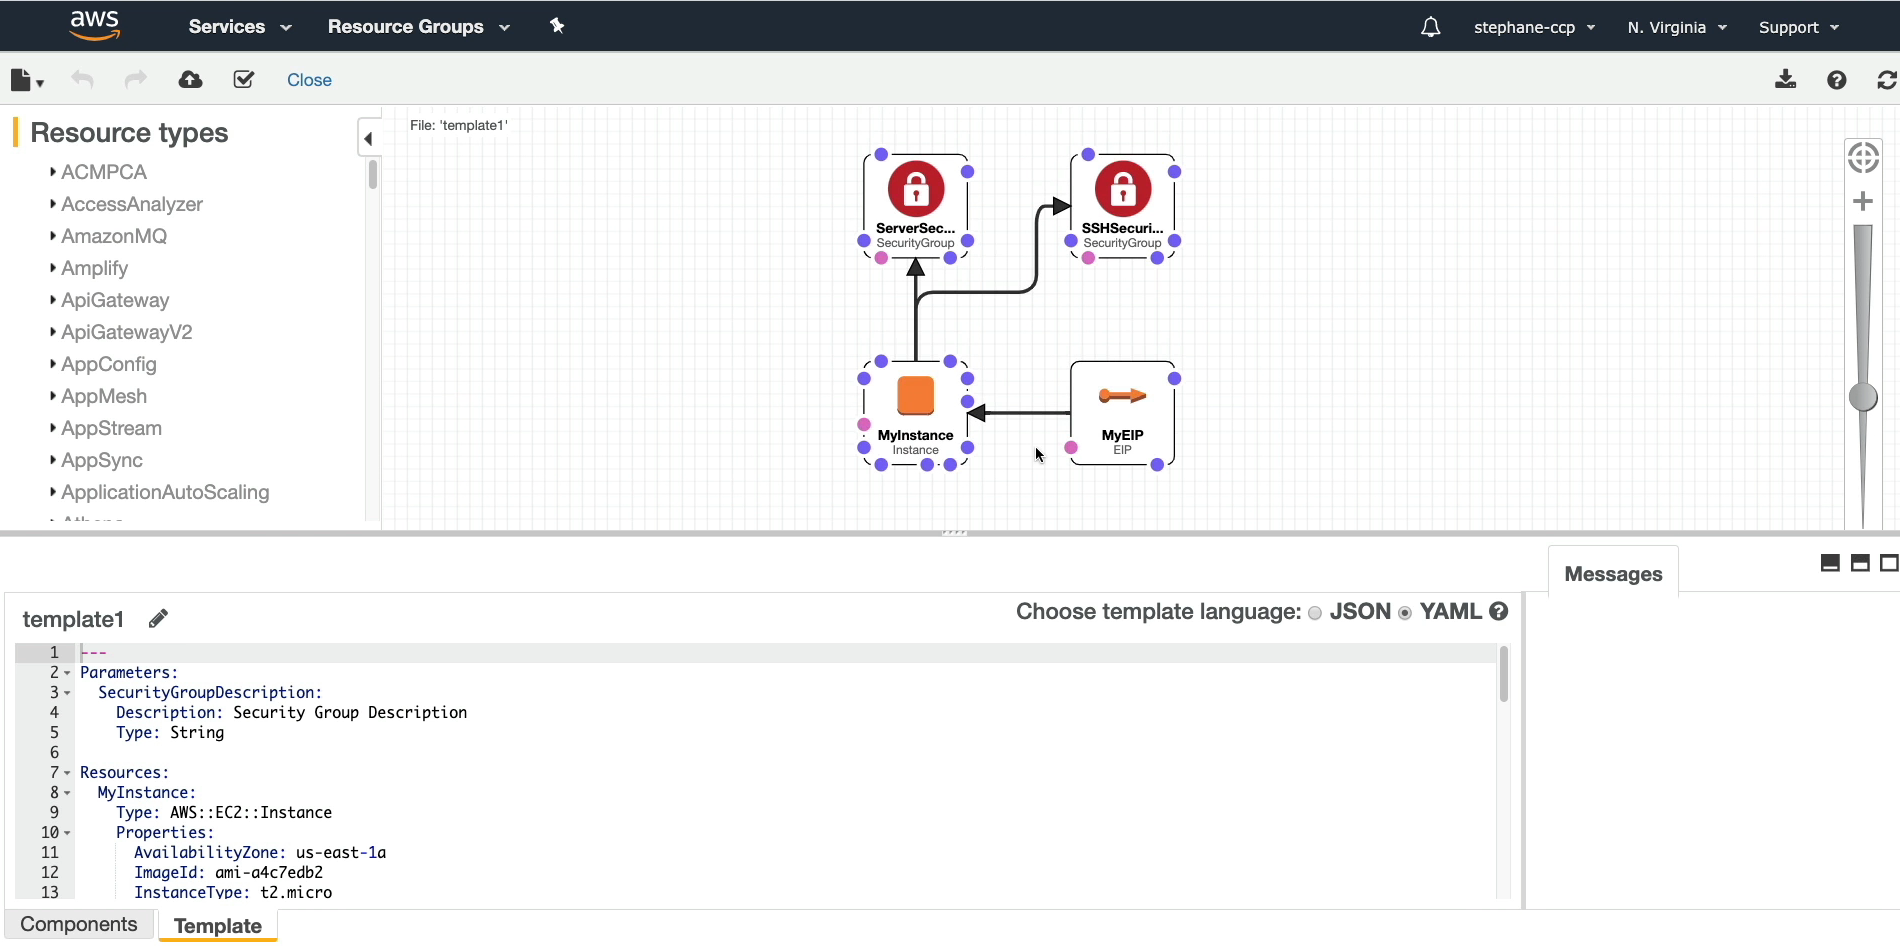 aws Services Resource Groups stephane-ccp N. Virginia Support
Close
Resource types
ACMPCA
AccessAnalyzer
AmazonMQ
Amplify
ApiGateway
ApiGatewayV2
AppConfig
AppMesh
AppStream
AppSync
ApplicationAutoScaling
File: 'template1'
ServerSec...
SecurityGroup
SSHSecuri...
SecurityGroup
MyInstance
Instance
MyEIP
EIP
Messages
template1
Choose template language: JSON YAML
1 ---
2 Parameters:
3 SecurityGroupDescription:
4 Description: Security Group Description
5 Type: String
6
7 Resources:
8 MyInstance:
9 Type: AWS::EC2::Instance
10 Properties:
11 AvailabilityZone: us-east-1a
12 ImageId: ami-a4c7edb2
13 InstanceType: t2.micro
Components Template